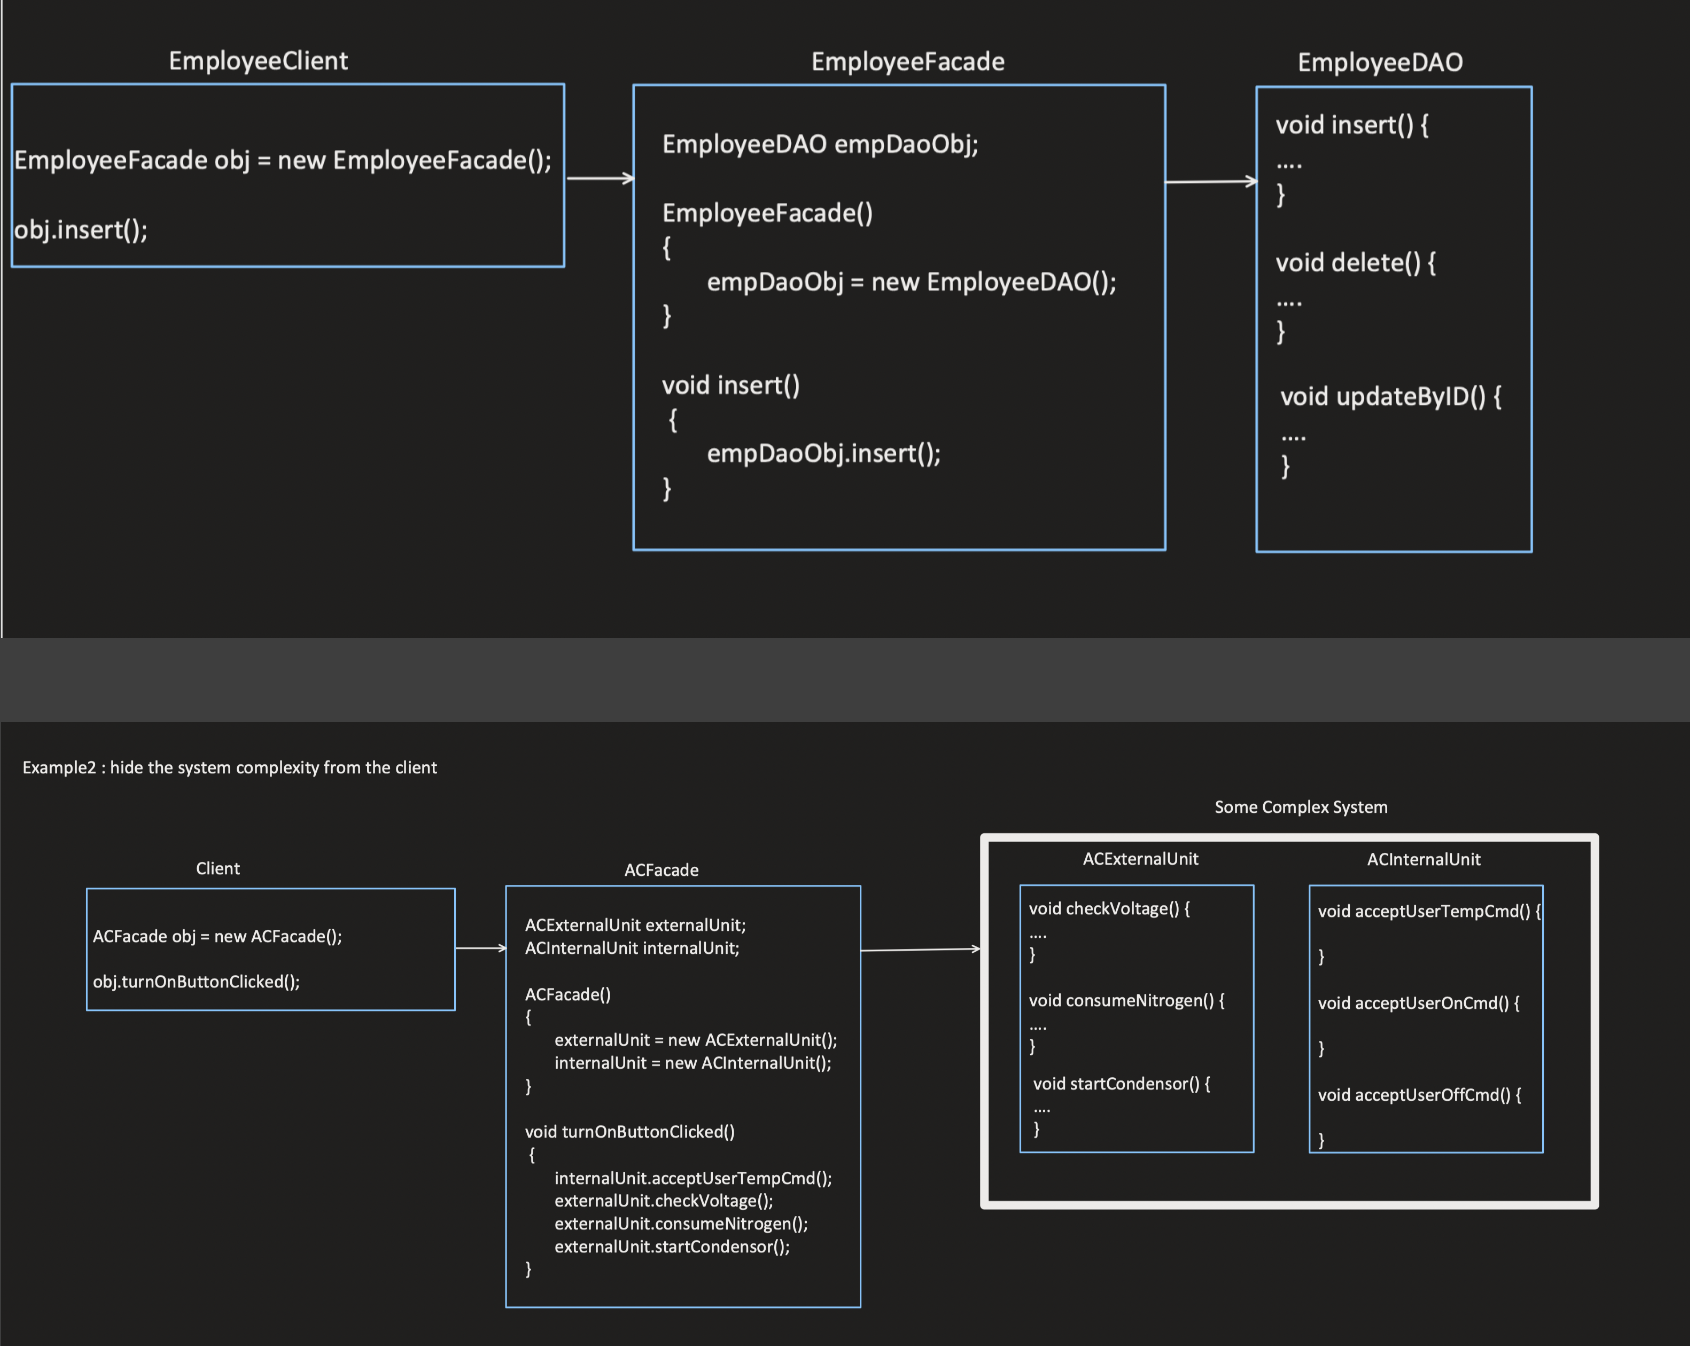 EmployeeClient
EmployeeFacade obj = new EmployeeFacade();
obj.insert();
EmployeeFacade
EmployeeDAO empDaoObj;
EmployeeFacade()
{
empDaoObj = new EmployeeDAO();
}
void insert()
{
empDaoObj.insert();
}
EmployeeDAO
void insert() {
....
}
void delete() {
....
}
void updateByID() {
....
}
Example2 : hide the system complexity from the client
Client
ACFacade obj = new ACFacade();
obj.turnOnButtonClicked();
ACFacade
ACExternalUnit externalUnit;
ACInternalUnit internalUnit;
ACFacade()
{
externalUnit = new ACExternalUnit();
internalUnit = new ACInternalUnit();
}
void turnOnButtonClicked()
{
internalUnit.acceptUserTempCmd();
externalUnit.checkVoltage();
externalUnit.consumeNitrogen();
externalUnit.startCondensor();
}
Some Complex System
ACExternalUnit
void checkVoltage() {
....
}
void consumeNitrogen() {
....
}
void startCondensor() {
....
}
ACInternalUnit
void acceptUserTempCmd() {
}
void acceptUserOnCmd() {
}
void acceptUserOffCmd() {
}